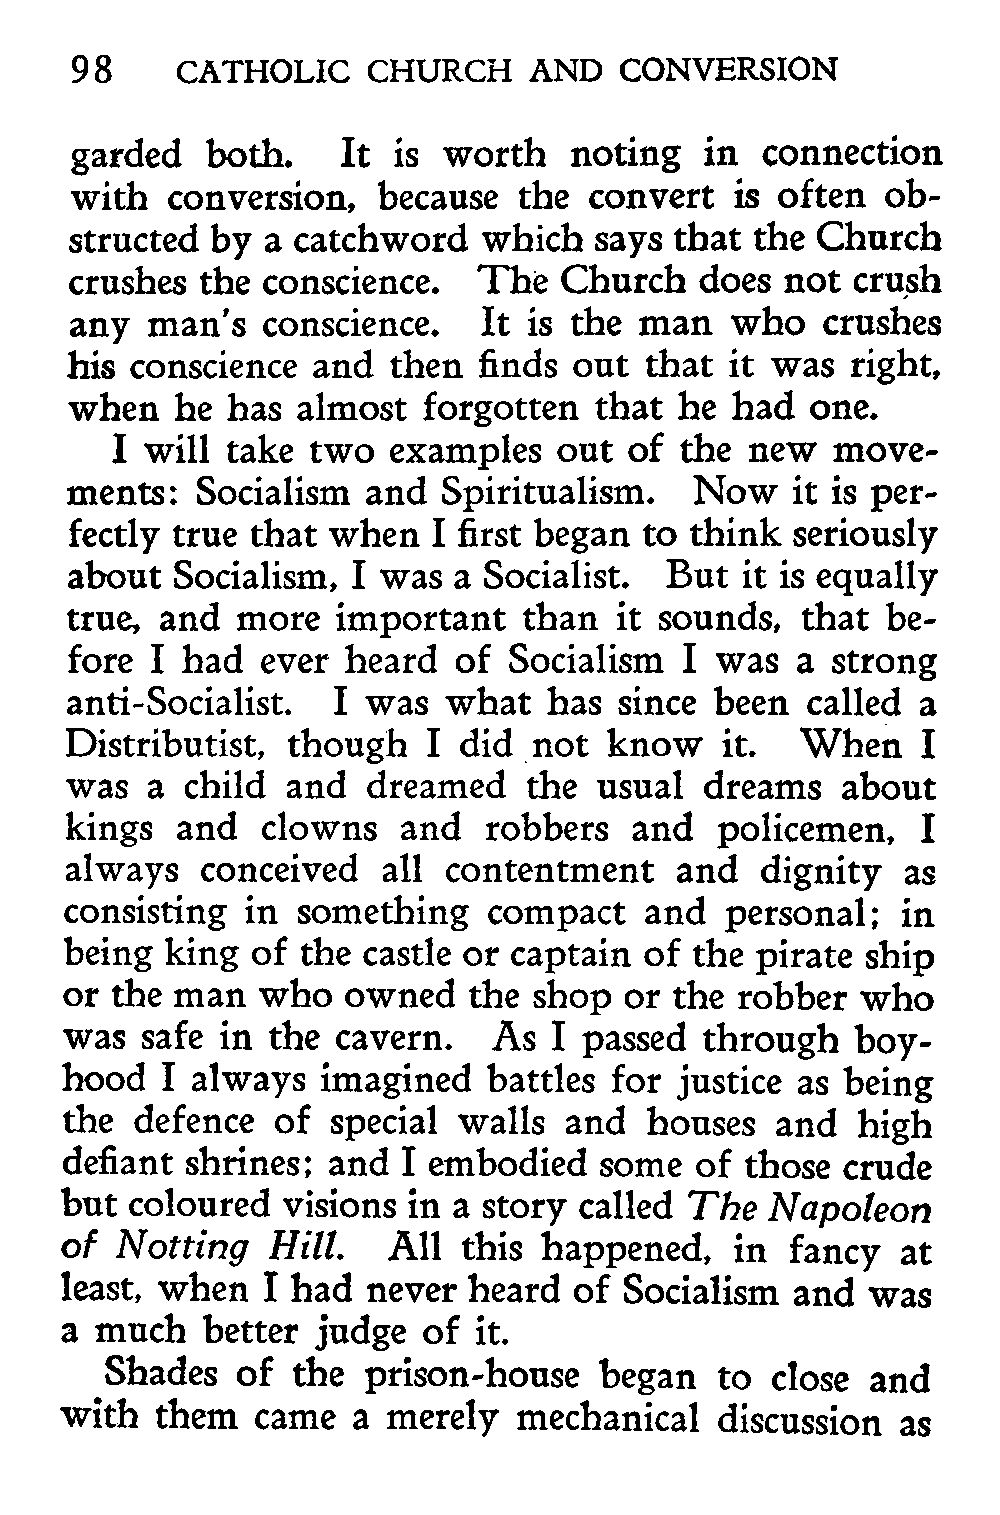 98 CATHOLIC CHURCH AND CONVERSION
garded both. It is worth noting in connection
with conversion, because the convert is often ob-
structed by a catchword which says that the Church
crushes the conscience. The Church does not crush
any man's conscience. It is the man who crushes
his conscience and then finds out that it was right,
when he has almost forgotten that he had one.
I will take two examples out of the new move-
ments: Socialism and Spiritualism. Now it is per-
fectly true that when I first began to think seriously
about Socialism, I was a Socialist. But it is equally
true, and more important than it sounds, that be-
fore I had ever heard of Socialism I was a strong
anti-Socialist. I was what has since been called a
Distributist, though I did not know it. When I
was a child and dreamed the usual dreams about
kings and clowns and robbers and policemen, I
always conceived all contentment and dignity as
consisting in something compact and personal; in
being king of the castle or captain of the pirate ship
or the man who owned the shop or the robber who
was safe in the cavern. As I passed through boy-
hood I always imagined battles for justice as being
the defence of special walls and houses and high
defiant shrines; and I embodied some of those crude
but coloured visions in a story called The Napoleon
of Notting Hill. All this happened, in fancy at
least, when I had never heard of Socialism and was
a much better judge of it.
Shades of the prison-house began to close and
with them came a merely mechanical discussion as